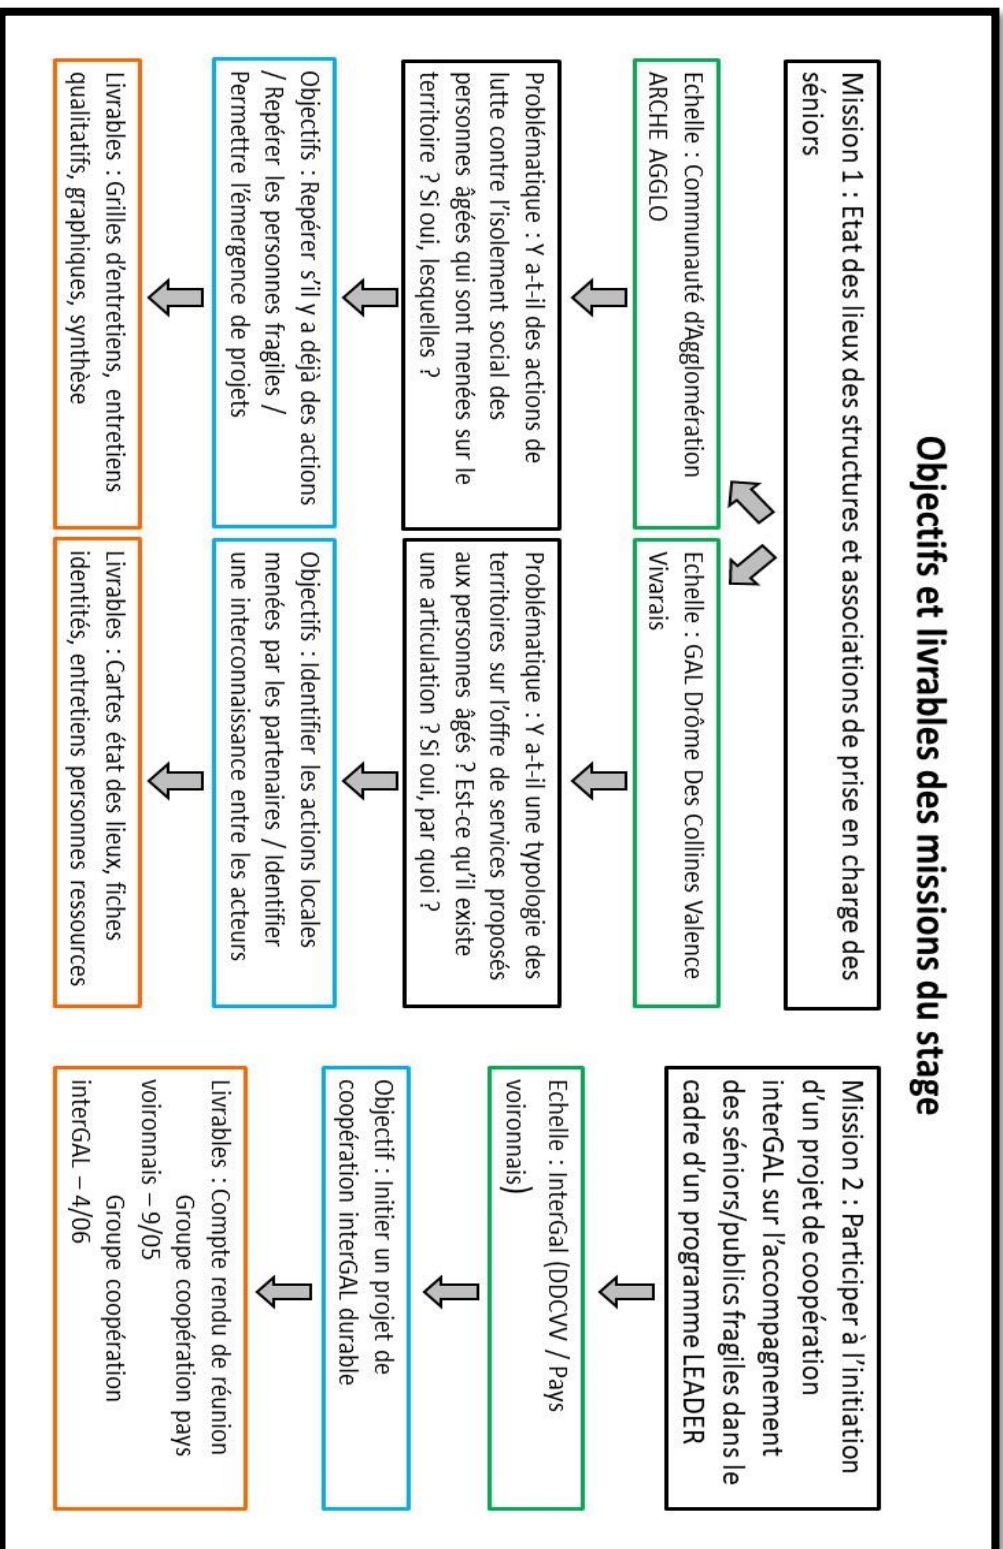 Objectifs et livrables des missions du stage
Mission 1 : Etat des lieux des structures et associations de prise en charge des
séniors
Echelle : Communauté d'Agglomération
ARCHE AGGLO
Problématique : Y a-t-il des actions de
lutte contre l'isolement social des
personnes âgées qui sont menées sur le
territoire ? Si oui, lesquelles ?
Objectifs : Repérer s'il y a déjà des actions
/ Repérer les personnes fragiles /
Permettre l'émergence de projets
Livrables : Grilles d'entretiens, entretiens
qualitatifs, graphiques, synthèse
Echelle : GAL Drôme Des Collines Valence
Vivarais
Problématique : Y a-t-il une typologie des
territoires sur l'offre de services proposés
aux personnes âgés ? Est-ce qu'il existe
une articulation ? Si oui, par quoi ?
Objectifs : Identifier les actions locales
menées par les partenaires / Identifier
une interconnaissance entre les acteurs
Livrables : Cartes état des lieux, fiches
identités, entretiens personnes ressources
Mission 2 : Participer à l'initiation
d'un projet de coopération
interGAL sur l'accompagnement
des séniors/publics fragiles dans le
cadre d'un programme LEADER
Echelle : InterGal (DDCVV / Pays
voironnais)
Objectif : Initier un projet de
coopération interGAL durable
Livrables : Compte rendu de réunion
Groupe coopération pays
voironnais – 9/05
Groupe coopération
interGAL – 4/06